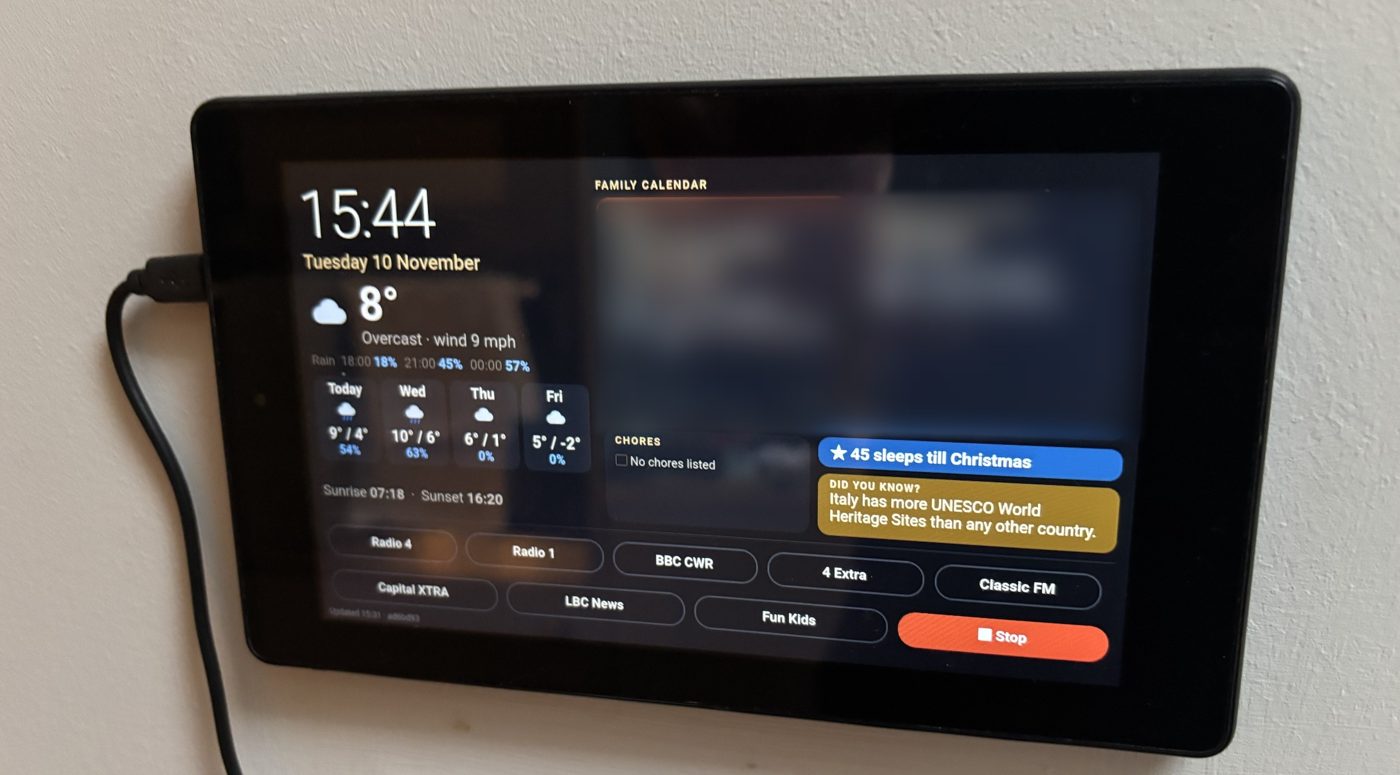 15:44
Tuesday 10 November
8°
Overcast · wind 9 mph
Rain 18:00 18% 21:00 45% 00:00 57%
Today Wed Thu Fri
9° / 4° 10° / 6° 6° / 1° 5° / -2°
54% 63% 0% 0%
Sunrise 07:18 · Sunset 16:20
FAMILY CALENDAR
CHORES
No chores listed
★ 45 sleeps till Christmas
DID YOU KNOW?
Italy has more UNESCO World
Heritage Sites than any other country.
Radio 4 Radio 1 BBC CWR 4 Extra Classic FM
Capital XTRA LBC News Fun Kids Stop
Updated 15:31